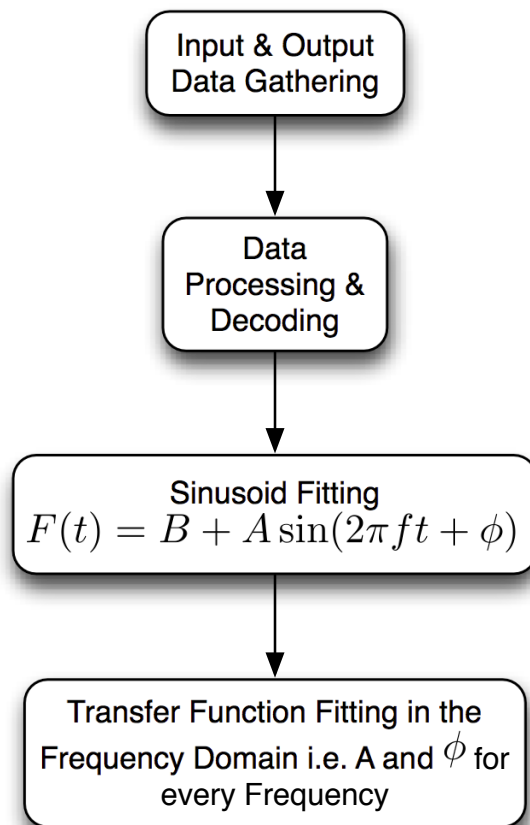 Input & Output
Data Gathering
Data
Processing &
Decoding
Sinusoid Fitting
F(t) = B + A sin(2πft + ϕ)
Transfer Function Fitting in the
Frequency Domain i.e. A and ϕ for
every Frequency